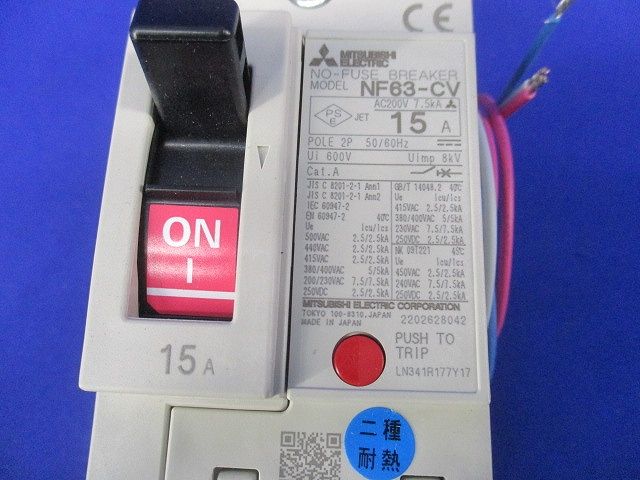 CE
MITSUBISHI
ELECTRIC
NO-FUSE BREAKER
MODEL NF63-CV
AC200V 7.5kA
PS
E
JET
15 A
POLE 2P 50/60Hz
Ui 600V Uimp 8kV
Cat.A
JIS C 8201-2-1 Ann1
JIS C 8201-2-1 Ann2
IEC 60947-2
EN 60947-2 40℃
Ue Icu/Ics
500VAC 2.5/2.5kA
440VAC 2.5/2.5kA
415VAC 2.5/2.5kA
380/400VAC 5/5kA
200/230VAC 7.5/7.5kA
250VDC 2.5/2.5kA
GB/T 14048.2 40℃
Ue Icu/Ics
415VAC 2.5/2.5kA
380/400VAC 5/5kA
230VAC 7.5/7.5kA
250VDC 2.5/2.5kA
NK 09T221 45℃
Ue Icu/Ics
450VAC 2.5/2.5kA
240VAC 7.5/7.5kA
250VDC 2.5/2.5kA
MITSUBISHI ELECTRIC CORPORATION
TOKYO 100-8310,JAPAN
MADE IN JAPAN
2202628042
PUSH TO
TRIP
LN341R177Y17
ON
I
15 A
二種
耐熱